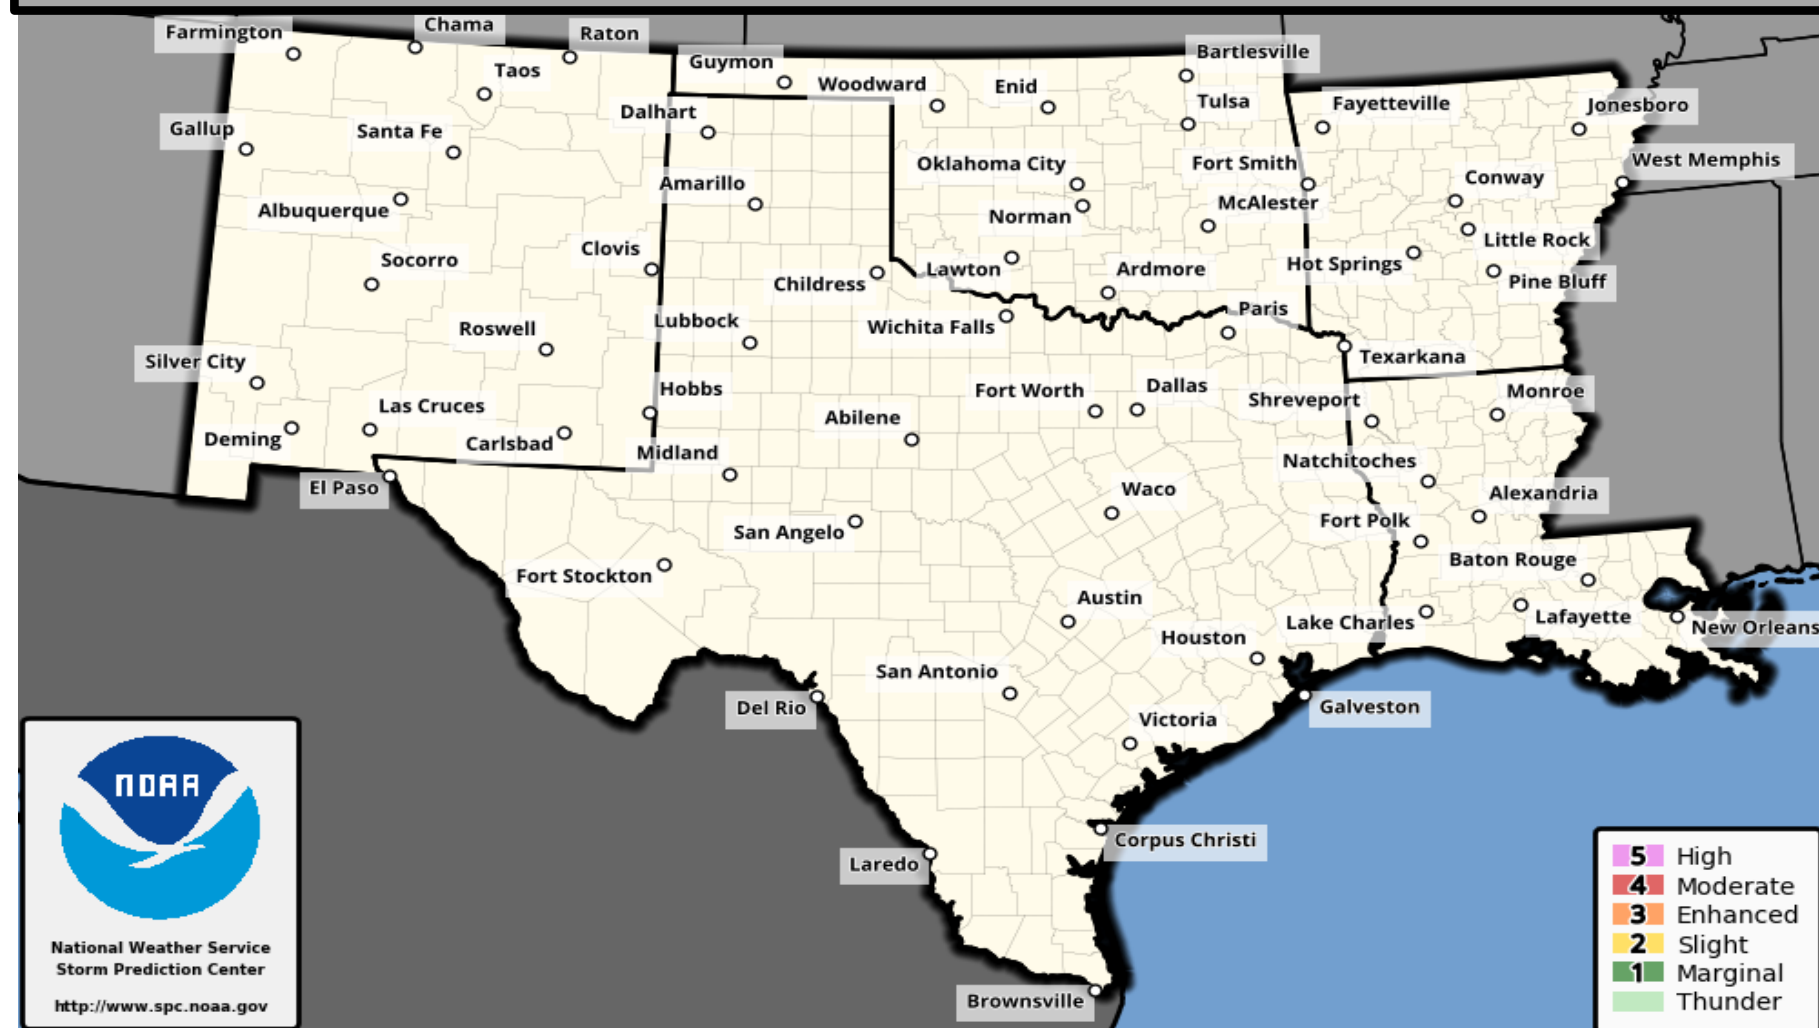 Farmington
Chama
Raton
Taos
Guymon
Woodward
Enid
Bartlesville
Tulsa
Fayetteville
Jonesboro
Gallup
Santa Fe
Dalhart
Oklahoma City
Fort Smith
West Memphis
Conway
Albuquerque
Amarillo
Norman
McAlester
Little Rock
Socorro
Clovis
Childress
Lawton
Ardmore
Hot Springs
Pine Bluff
Roswell
Lubbock
Wichita Falls
Paris
Texarkana
Silver City
Hobbs
Fort Worth
Dallas
Shreveport
Monroe
Las Cruces
Abilene
Deming
Carlsbad
Midland
Natchitoches
El Paso
Waco
Alexandria
San Angelo
Fort Polk
Fort Stockton
Baton Rouge
Austin
Houston
Lake Charles
Lafayette
New Orleans
San Antonio
Del Rio
Victoria
Galveston
Corpus Christi
Laredo
Brownsville
NOAA
National Weather Service
Storm Prediction Center
http://www.spc.noaa.gov
5 High
4 Moderate
3 Enhanced
2 Slight
1 Marginal
Thunder